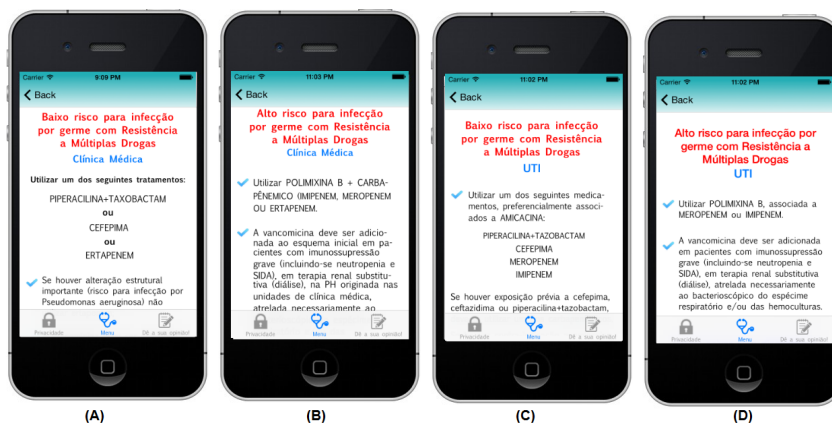 Carrier 9:09 PM
Back
Baixo risco para infecção
por germe com Resistência
a Múltiplas Drogas
Clínica Médica
Utilizar um dos seguintes tratamentos:
PIPERACILINA+TAXOBACTAM
ou
CEFEPIMA
ou
ERTAPENEM
Se houver alteração estrutural
importante (risco para infecção por
Pseudomonas aeruginosa) não
Privacidade Menu Dê a sua opinião!
(A)
Carrier 11:03 PM
Back
Alto risco para infecção
por germe com Resistência
a Múltiplas Drogas
Clínica Médica
Utilizar POLIMIXINA B + CARBA-
PÊNEMICO (IMIPENEM, MEROPENEM
OU ERTAPENEM.
A vancomicina deve ser adicio-
nada ao esquema inicial em pa-
cientes com imunossupressão
grave (incluindo-se neutropenia e
SIDA), em terapia renal substitu-
tiva (diálise), na PH originada nas
unidades de clínica médica,
atrelada necessariamente ao
Privacidade Menu Dê a sua opinião!
(B)
Carrier 11:02 PM
Back
Baixo risco para infecção
por germe com Resistência
a Múltiplas Drogas
UTI
Utilizar um dos seguintes medica-
mentos, preferencialmente associ-
ados a AMICACINA:
PIPERACILINA+TAZOBACTAM
CEFEPIMA
MEROPENEM
IMIPENEM
Se houver exposição prévia a cefepima,
ceftazidima ou piperacilina+tazobactam,
Privacidade Menu Dê a sua opinião!
(C)
Carrier 11:02 PM
Back
Alto risco para infecção por
germe com Resistência a
Múltiplas Drogas
UTI
Utilizar POLIMIXINA B, associada a
MEROPENEM ou IMIPENEM.
A vancomicina deve ser adicionada
em pacientes com imunossupressão
grave (incluindo-se neutropenia e
SIDA), em terapia renal substitutiva
(diálise), atrelada necessariamente
ao bacterioscópico do espécime
respiratório e/ou das hemoculturas.
Privacidade Menu Dê a sua opinião!
(D)